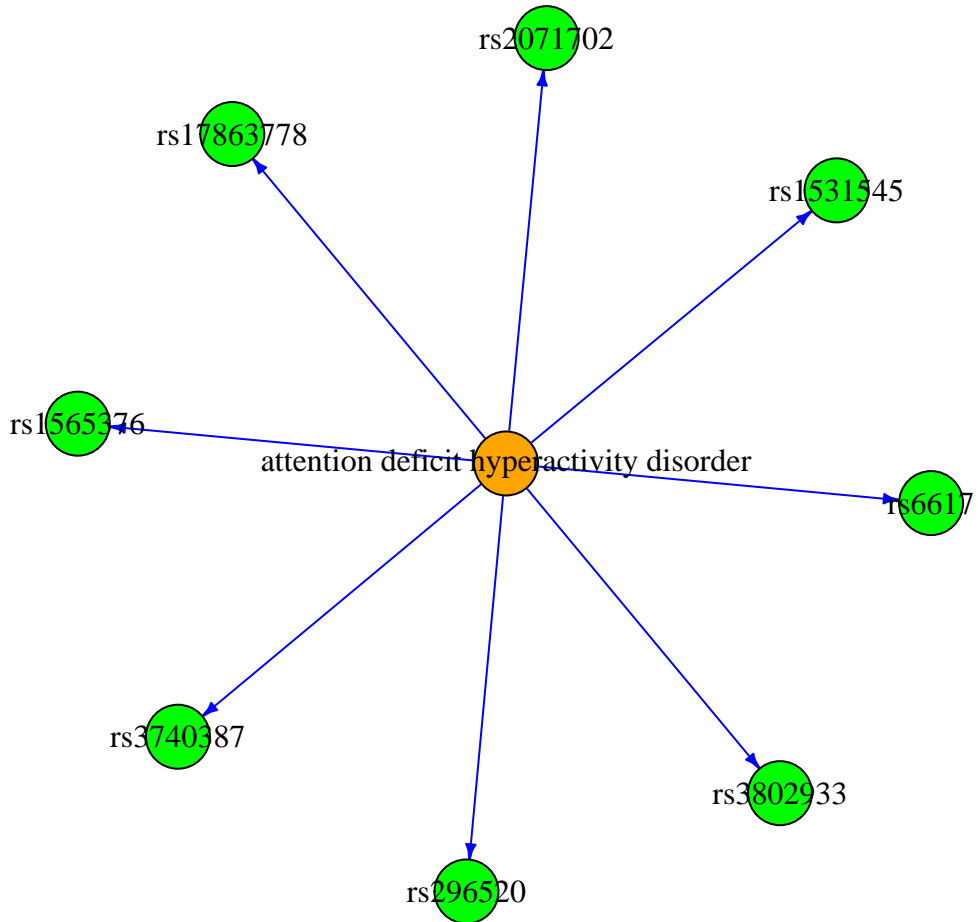 rs2071702
rs17863778
rs1531545
rs1565376
attention deficit hyperactivity disorder
rs6617
rs3740387
rs3802933
rs296520